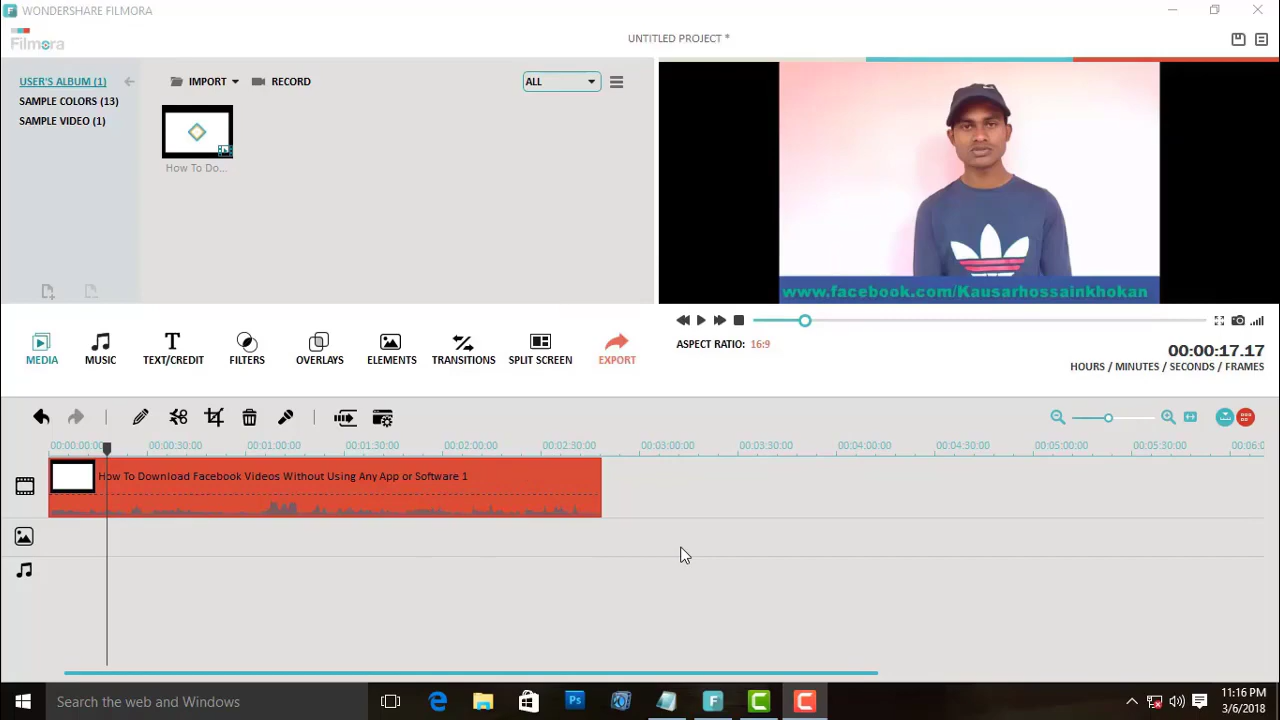 WONDERSHARE FILMORA
Filmora
UNTITLED PROJECT *
USER'S ALBUM (1)
SAMPLE COLORS (13)
SAMPLE VIDEO (1)
IMPORT
RECORD
ALL
How To Do...
www.facebook.com/Kausarhossainkhokan
MEDIA
MUSIC
TEXT/CREDIT
FILTERS
OVERLAYS
ELEMENTS
TRANSITIONS
SPLIT SCREEN
EXPORT
ASPECT RATIO: 16:9
00:00:17.17
HOURS / MINUTES / SECONDS / FRAMES
00:00:00:00 00:00:30:00 00:01:00:00 00:01:30:00 00:02:00:00 00:02:30:00 00:03:00:00 00:03:30:00 00:04:00:00 00:04:30:00 00:05:00:00 00:05:30:00 00:06:0
How To Download Facebook Videos Without Using Any App or Software 1
Search the web and Windows
Ps
11:16 PM
3/6/2018